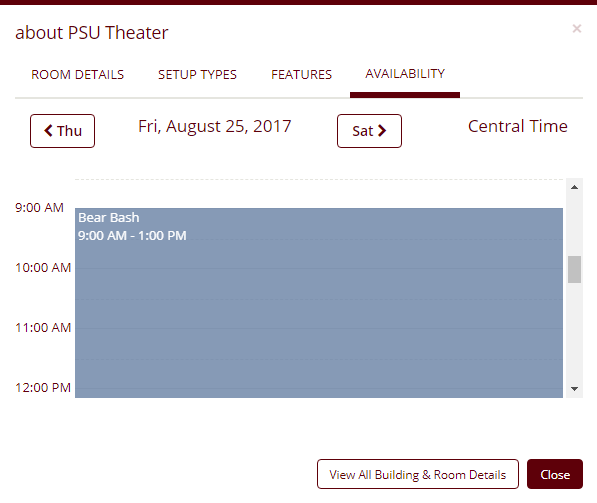 about PSU Theater
×
ROOM DETAILS SETUP TYPES FEATURES AVAILABILITY
Thu Fri, August 25, 2017 Sat Central Time
9:00 AM
Bear Bash
9:00 AM - 1:00 PM
10:00 AM
11:00 AM
12:00 PM
View All Building & Room Details Close